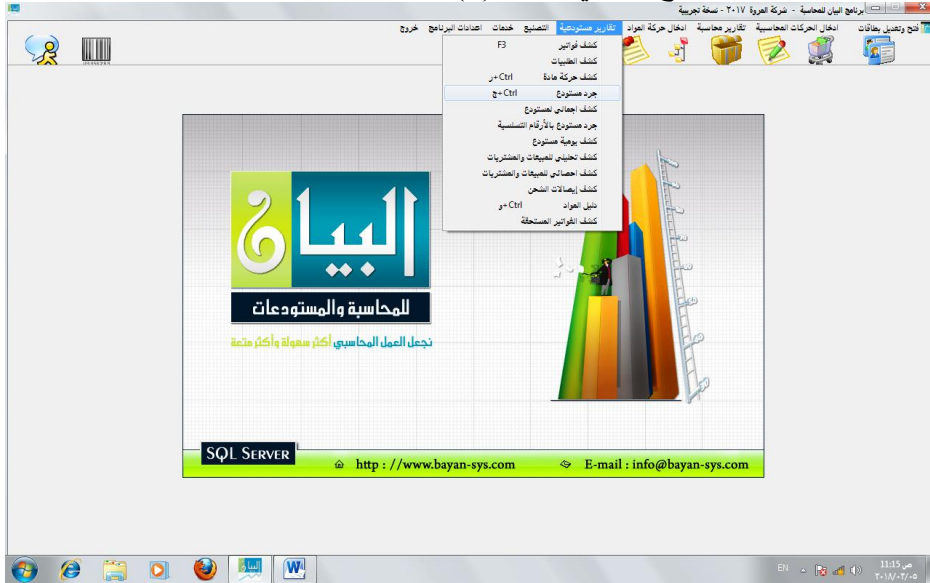 برنامج البيان للمحاسبة - شركة المروة ٢٠١٧ - نسخة تجريبية
فتح وتعديل بطاقات ادخال الحركات المحاسبية تقارير محاسبة ادخال حركة المواد تقارير مستودعية التصنيع خدمات اعدادات البرنامج خروج
كشف فواتير F3
كشف الطلبيات
كشف حركة مادة Ctrl+ر
جرد مستودع Ctrl+ج
كشف اجمالي لمستودع
جرد مستودع بالأرقام التسلسية
كشف يومية مستودع
كشف تحليلي للمبيعات والمشتريات
كشف احصائي للمبيعات والمشتريات
كشف إيصالات الشحن
دليل المواد Ctrl+و
كشف الفواتير المستحقة
البيان
للمحاسبة والمستودعات
نجعل العمل المحاسبي أكثر سهولة وأكثر متعة
SQL SERVER
http : //www.bayan-sys.com E-mail : info@bayan-sys.com
البيان W EN 11:15 ص
٢٠١٨/٠٢/٠٥